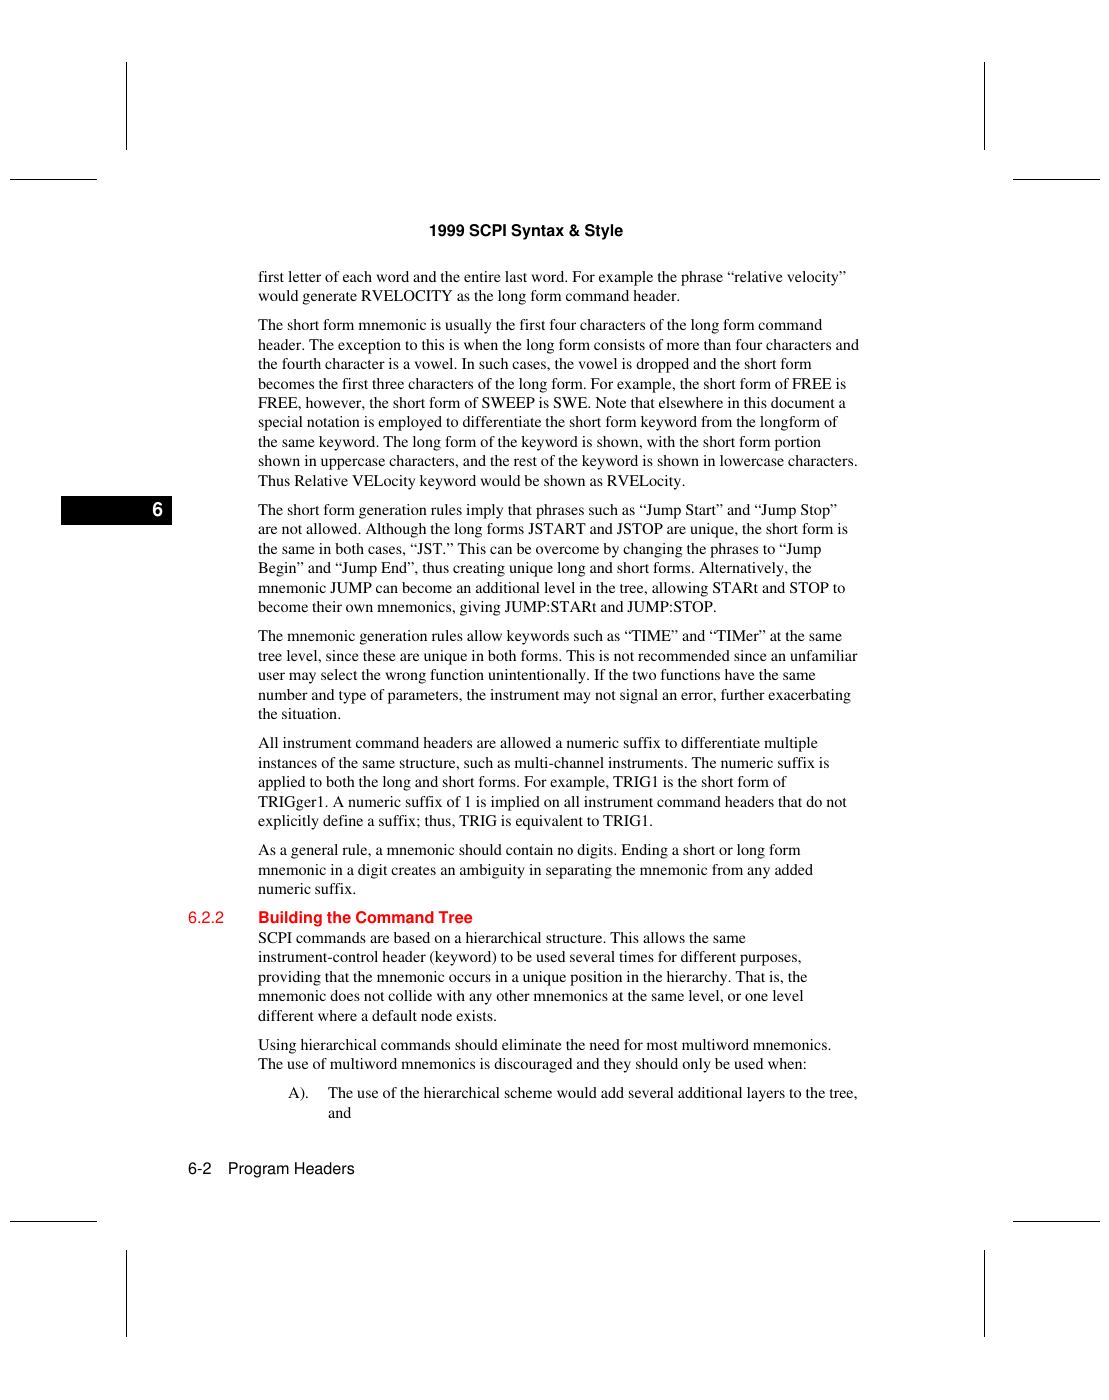 1999 SCPI Syntax & Style
first letter of each word and the entire last word. For example the phrase “relative velocity”
would generate RVELOCITY as the long form command header.
The short form mnemonic is usually the first four characters of the long form command
header. The exception to this is when the long form consists of more than four characters and
the fourth character is a vowel. In such cases, the vowel is dropped and the short form
becomes the first three characters of the long form. For example, the short form of FREE is
FREE, however, the short form of SWEEP is SWE. Note that elsewhere in this document a
special notation is employed to differentiate the short form keyword from the longform of
the same keyword. The long form of the keyword is shown, with the short form portion
shown in uppercase characters, and the rest of the keyword is shown in lowercase characters.
Thus Relative VELocity keyword would be shown as RVELocity.
6
The short form generation rules imply that phrases such as “Jump Start” and “Jump Stop”
are not allowed. Although the long forms JSTART and JSTOP are unique, the short form is
the same in both cases, “JST.” This can be overcome by changing the phrases to “Jump
Begin” and “Jump End”, thus creating unique long and short forms. Alternatively, the
mnemonic JUMP can become an additional level in the tree, allowing STARt and STOP to
become their own mnemonics, giving JUMP:STARt and JUMP:STOP.
The mnemonic generation rules allow keywords such as “TIME” and “TIMer” at the same
tree level, since these are unique in both forms. This is not recommended since an unfamiliar
user may select the wrong function unintentionally. If the two functions have the same
number and type of parameters, the instrument may not signal an error, further exacerbating
the situation.
All instrument command headers are allowed a numeric suffix to differentiate multiple
instances of the same structure, such as multi-channel instruments. The numeric suffix is
applied to both the long and short forms. For example, TRIG1 is the short form of
TRIGger1. A numeric suffix of 1 is implied on all instrument command headers that do not
explicitly define a suffix; thus, TRIG is equivalent to TRIG1.
As a general rule, a mnemonic should contain no digits. Ending a short or long form
mnemonic in a digit creates an ambiguity in separating the mnemonic from any added
numeric suffix.
6.2.2 Building the Command Tree
SCPI commands are based on a hierarchical structure. This allows the same
instrument-control header (keyword) to be used several times for different purposes,
providing that the mnemonic occurs in a unique position in the hierarchy. That is, the
mnemonic does not collide with any other mnemonics at the same level, or one level
different where a default node exists.
Using hierarchical commands should eliminate the need for most multiword mnemonics.
The use of multiword mnemonics is discouraged and they should only be used when:
A). The use of the hierarchical scheme would add several additional layers to the tree,
and
6-2 Program Headers